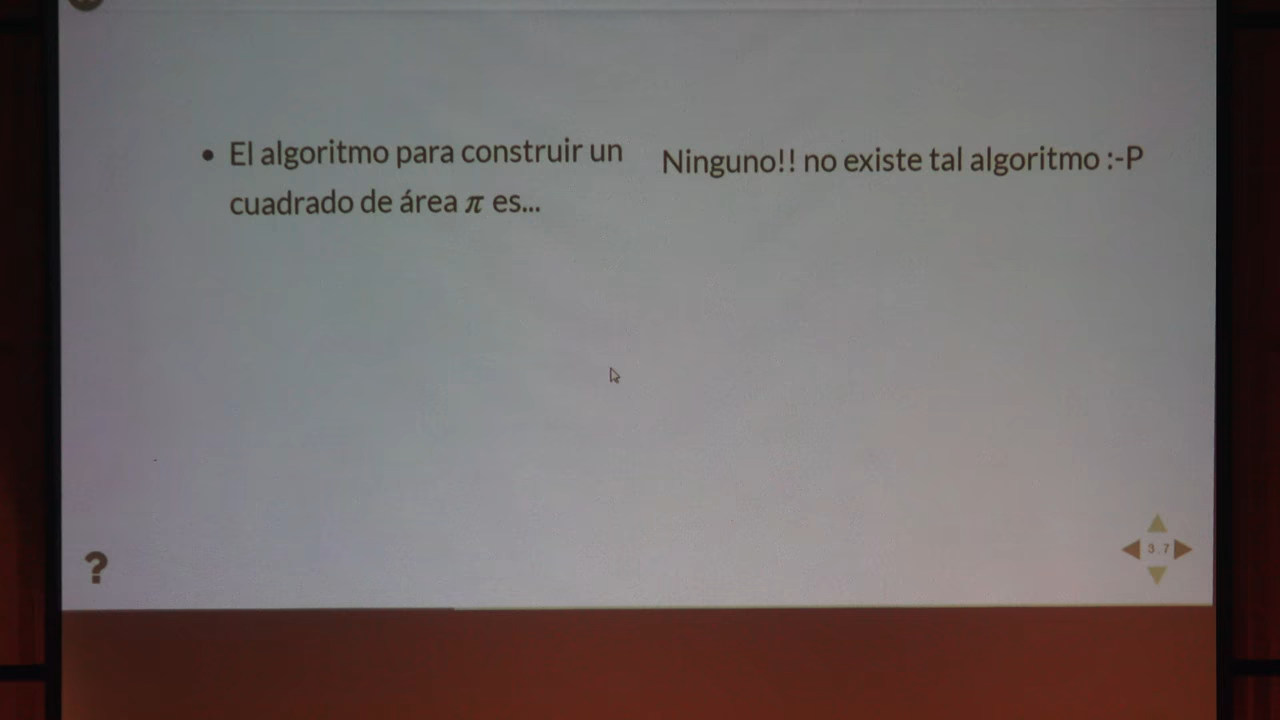 • El algoritmo para construir un
cuadrado de área π es...
Ninguno!! no existe tal algoritmo :-P
?
3.7